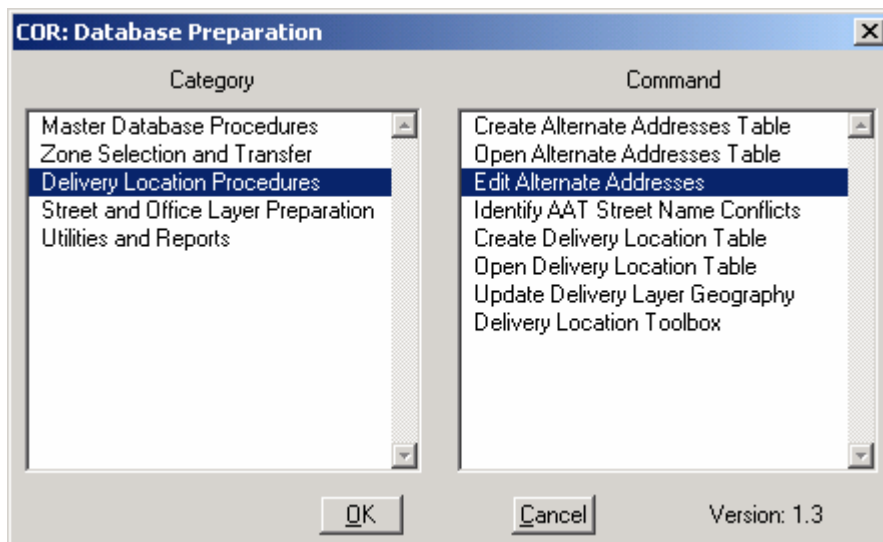 COR: Database Preparation
Category
Master Database Procedures
Zone Selection and Transfer
Delivery Location Procedures
Street and Office Layer Preparation
Utilities and Reports
Command
Create Alternate Addresses Table
Open Alternate Addresses Table
Edit Alternate Addresses
Identify AAT Street Name Conflicts
Create Delivery Location Table
Open Delivery Location Table
Update Delivery Layer Geography
Delivery Location Toolbox
OK
Cancel
Version: 1.3